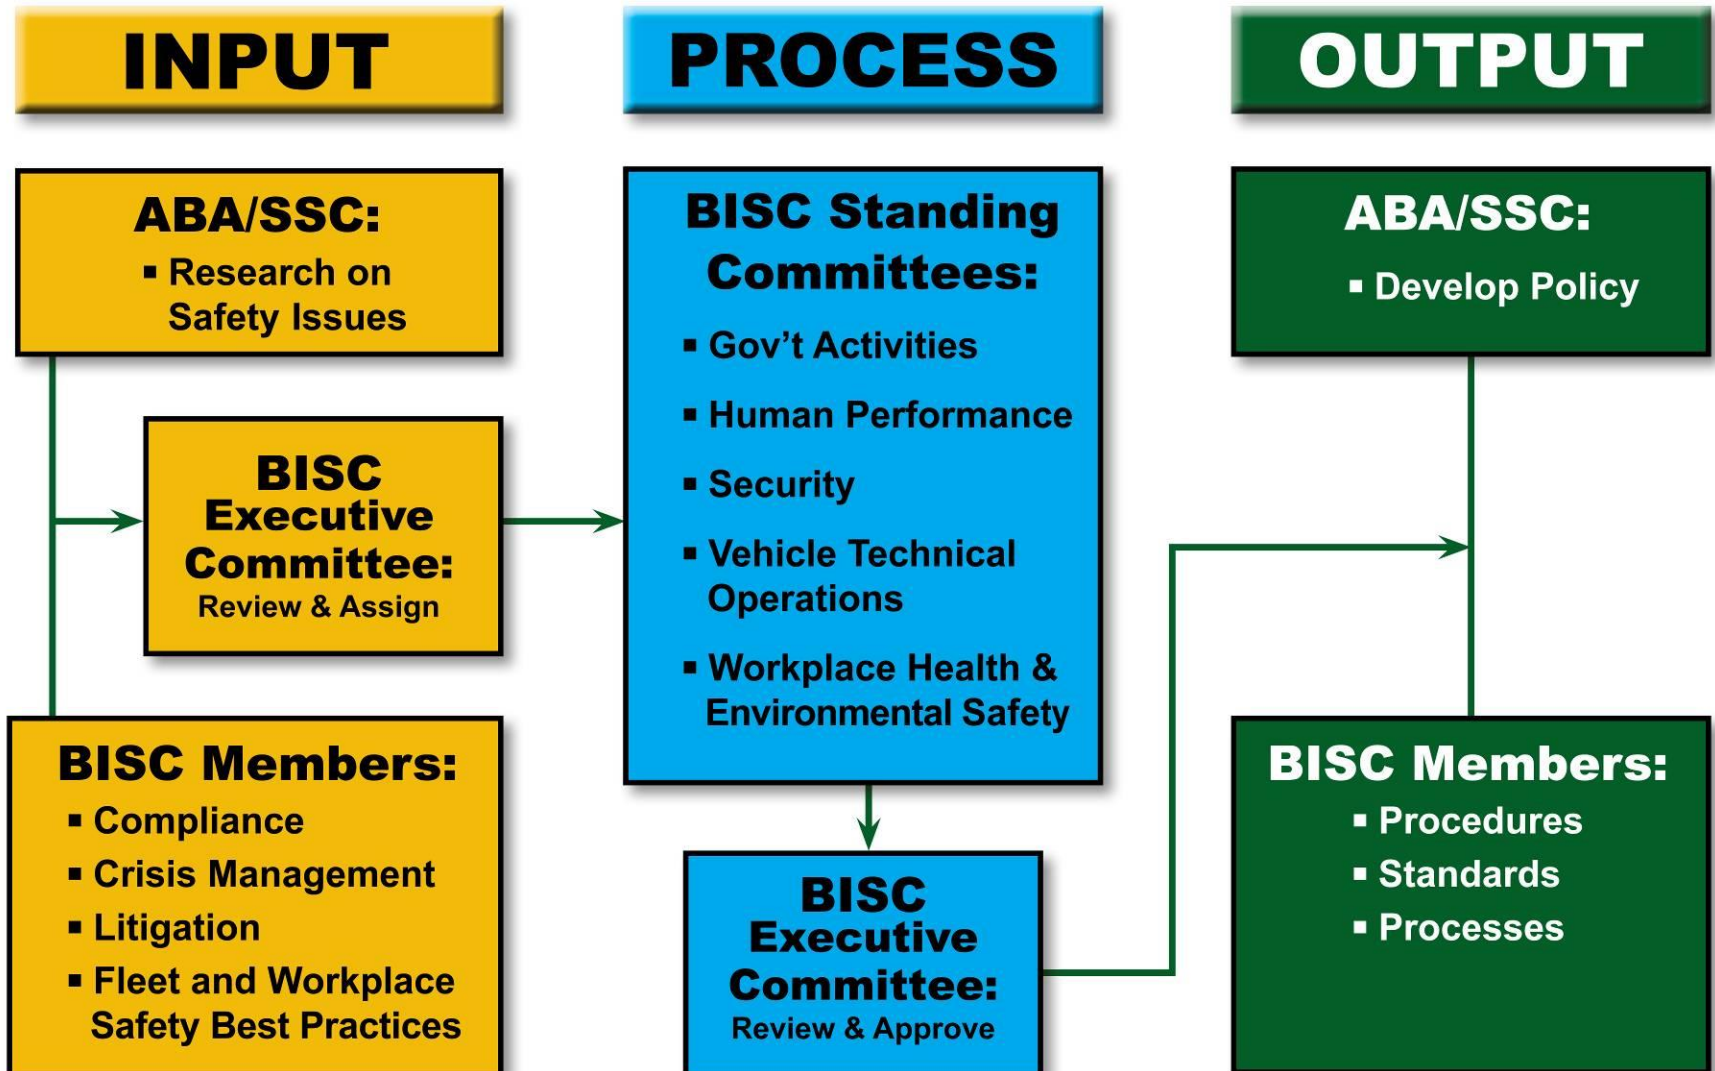 INPUT
ABA/SSC:
▪ Research on
Safety Issues
BISC
Executive
Committee:
Review & Assign
BISC Members:
▪ Compliance
▪ Crisis Management
▪ Litigation
▪ Fleet and Workplace
Safety Best Practices
PROCESS
BISC Standing
Committees:
▪ Gov’t Activities
▪ Human Performance
▪ Security
▪ Vehicle Technical
Operations
▪ Workplace Health &
Environmental Safety
BISC
Executive
Committee:
Review & Approve
OUTPUT
ABA/SSC:
▪ Develop Policy
BISC Members:
▪ Procedures
▪ Standards
▪ Processes